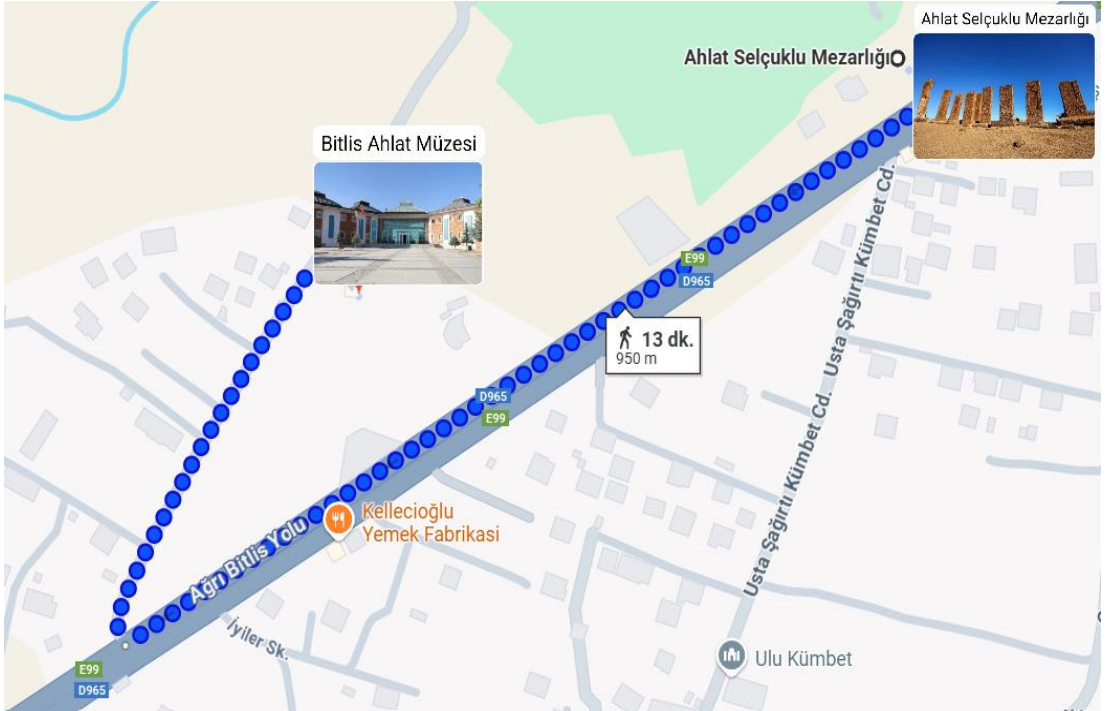 Ahlat Selçuklu Mezarlığı
Ahlat Selçuklu Mezarlığı
Bitlis Ahlat Müzesi
E99
D965
13 dk.
950 m
D965
E99
Usta Şağırtı Kümbet Cd.
Usta Şağırtı Kümbet Cd.
Kellecioğlu
Yemek Fabrikası
Ağrı Bitlis Yolu
İyiler Sk.
Ulu Kümbet
E99
D965